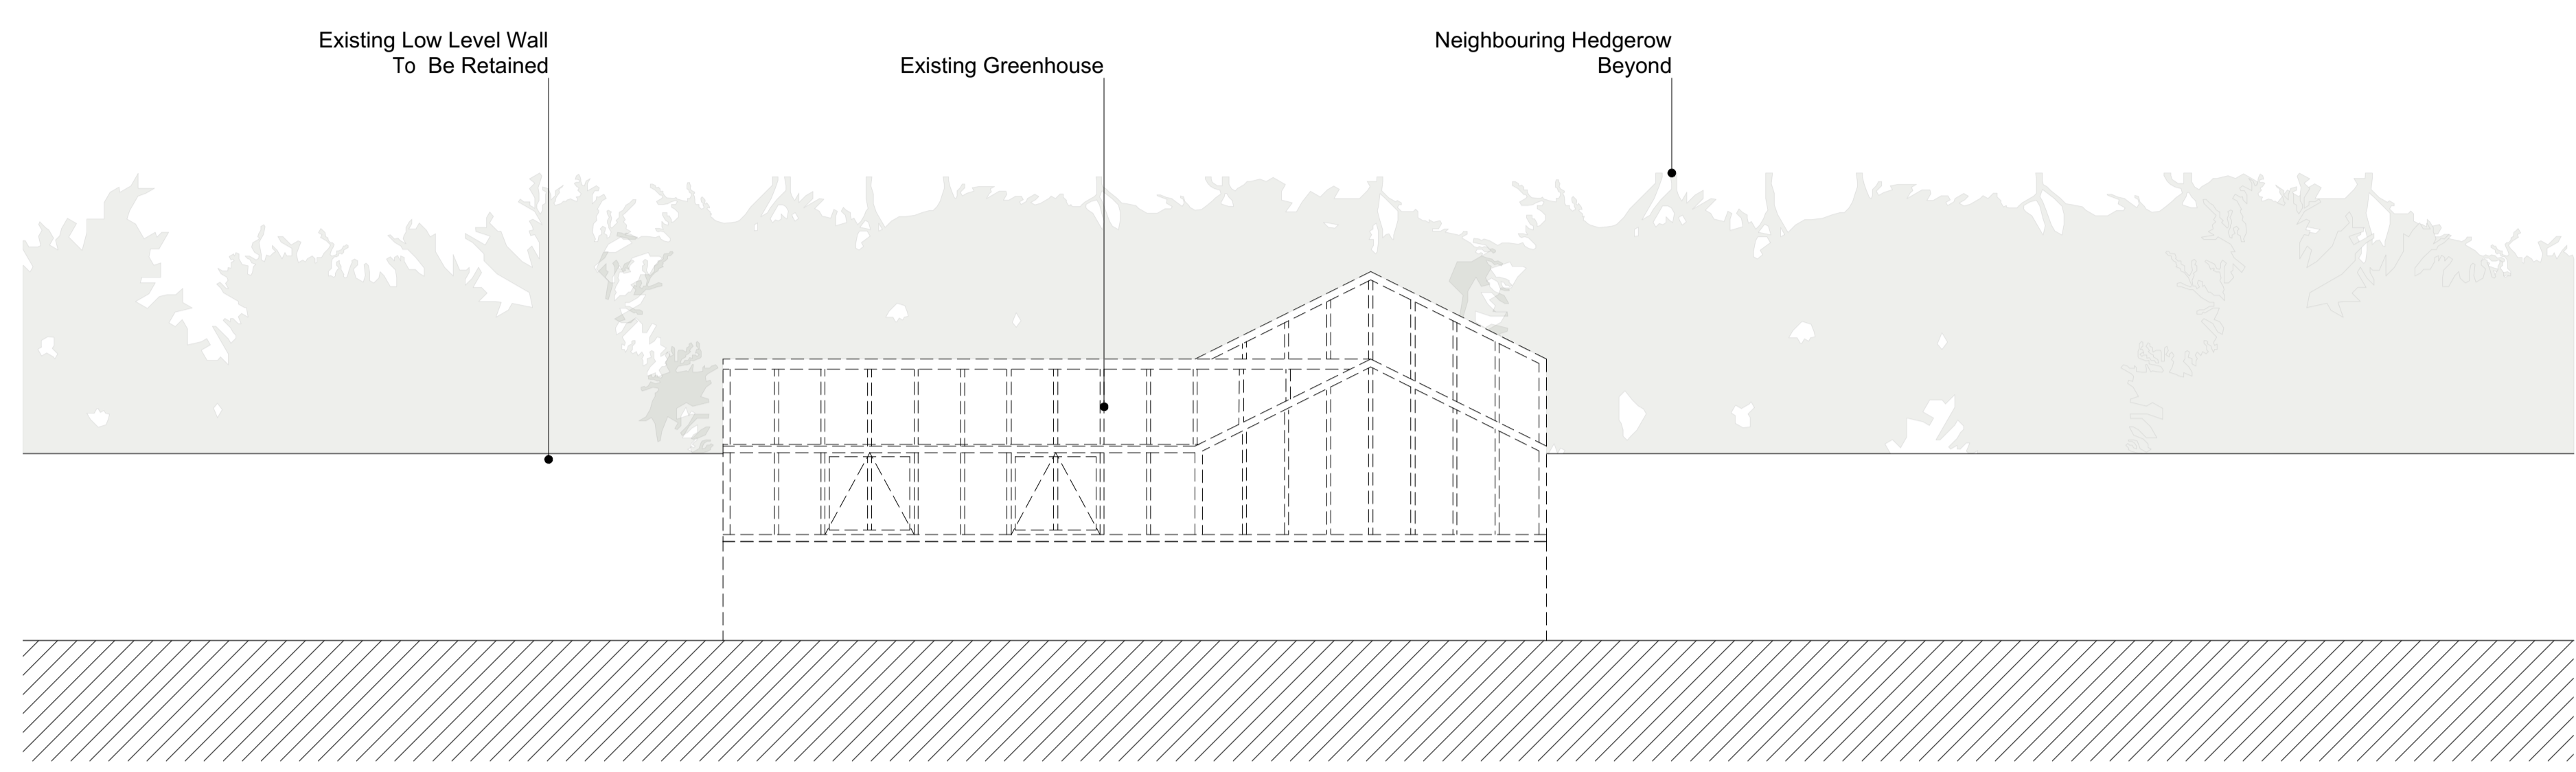 Existing Low Level Wall
To  Be Retained
Existing Greenhouse
Neighbouring Hedgerow
Beyond